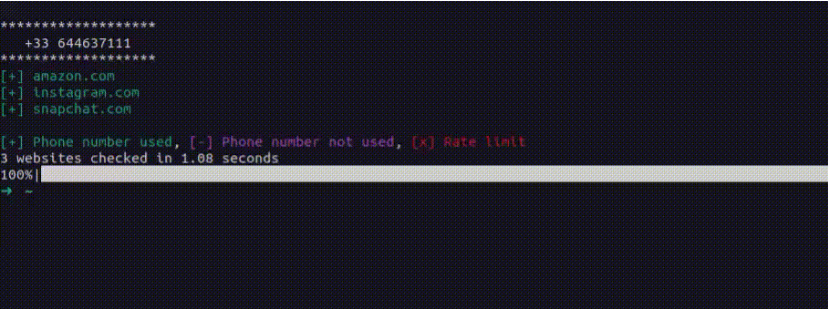 *******************
+33 644637111
*******************
[+] amazon.com
[+] instagram.com
[+] snapchat.com
[+] Phone number used, [-] Phone number not used, [x] Rate limit
3 websites checked in 1.08 seconds
100%|
➜ ~